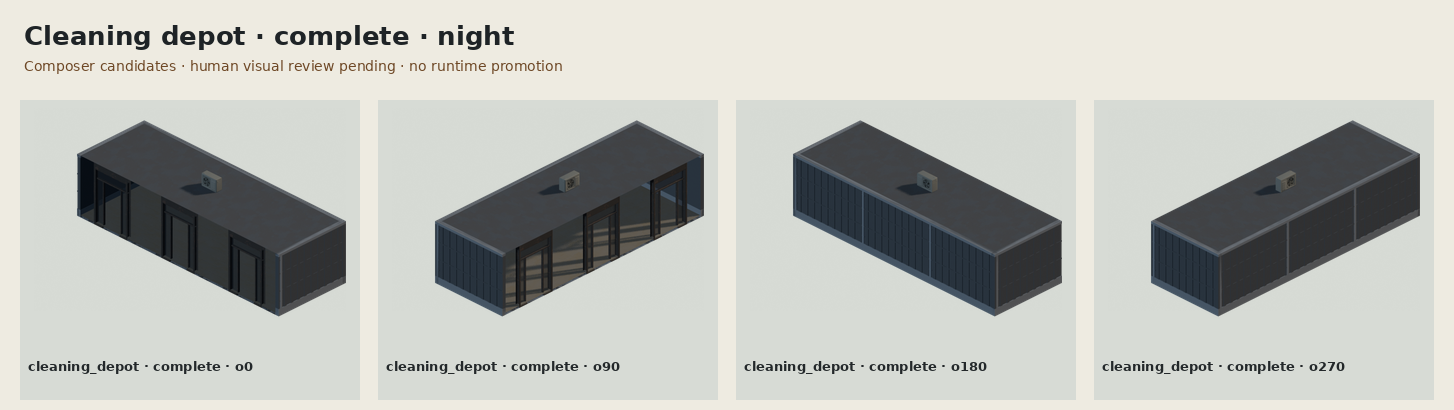 Cleaning depot · complete · night
Composer candidates · human visual review pending · no runtime promotion
cleaning_depot · complete · o0
cleaning_depot · complete · o90
cleaning_depot · complete · o180
cleaning_depot · complete · o270